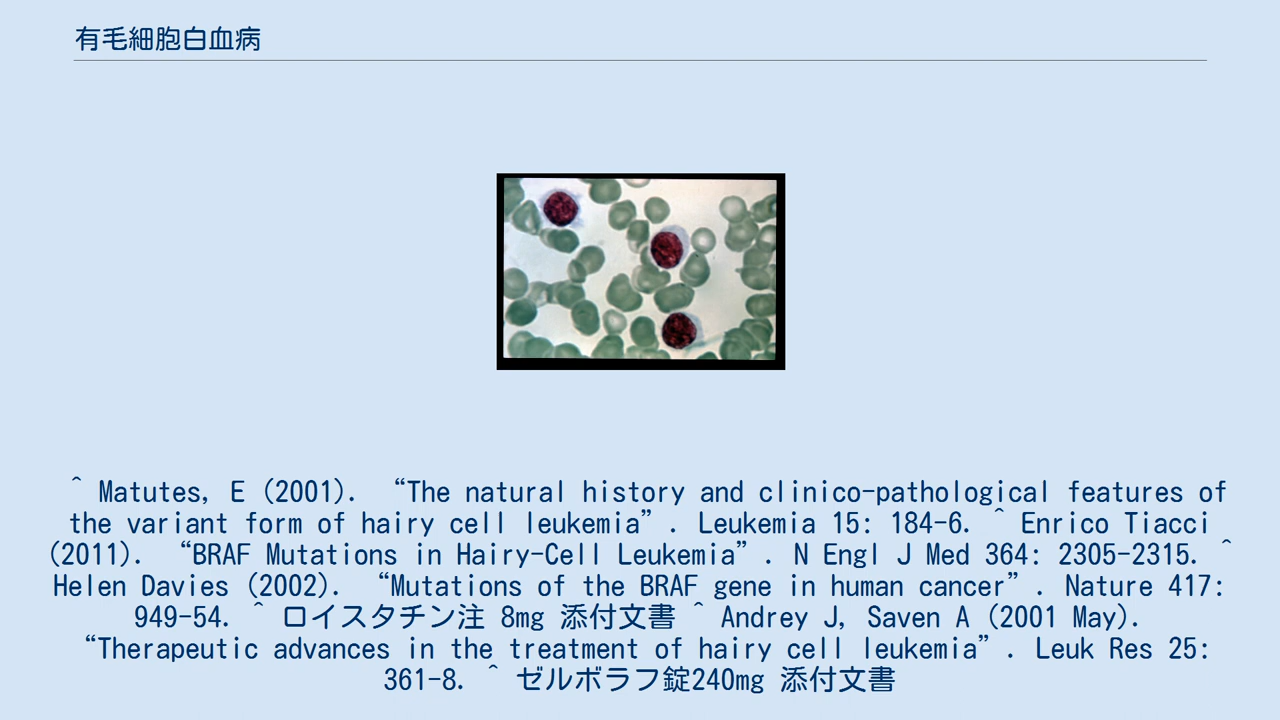 有毛細胞白血病
^ Matutes, E (2001). “The natural history and clinico-pathological features of
the variant form of hairy cell leukemia”. Leukemia 15: 184-6. ^ Enrico Tiacci
(2011). “BRAF Mutations in Hairy-Cell Leukemia”. N Engl J Med 364: 2305-2315. ^
Helen Davies (2002). “Mutations of the BRAF gene in human cancer”. Nature 417:
949-54. ^ ロイスタチン注 8mg 添付文書 ^ Andrey J, Saven A (2001 May).
“Therapeutic advances in the treatment of hairy cell leukemia”. Leuk Res 25:
361-8. ^ ゼルボラフ錠240mg 添付文書